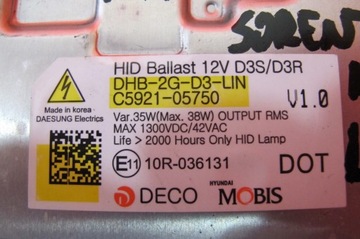 SOREN
HID Ballast 12V D3S/D3R
DHB-2G-D3-LIN
C5921-05750
V1.0
Made in korea
DAESUNG Electrics
Var.35W(Max. 38W) OUTPUT RMS
MAX 1300VDC/42VAC
Life > 2000 Hours Only HID Lamp
E11 10R-036131
DOT
DECO
HYUNDAI
MOBIS